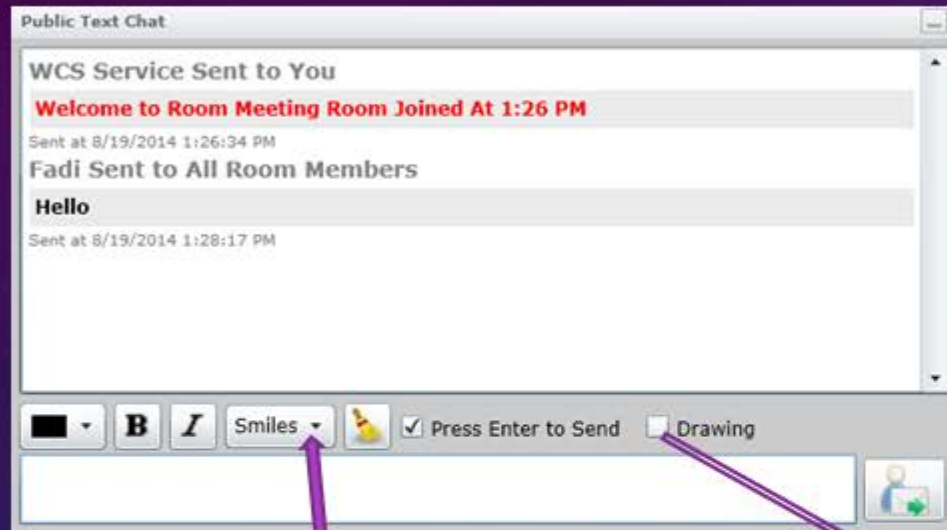 Public Text Chat
WCS Service Sent to You
Welcome to Room Meeting Room Joined At 1:26 PM
Sent at 8/19/2014 1:26:34 PM
Fadi Sent to All Room Members
Hello
Sent at 8/19/2014 1:28:17 PM
B I Smiles Press Enter to Send Drawing